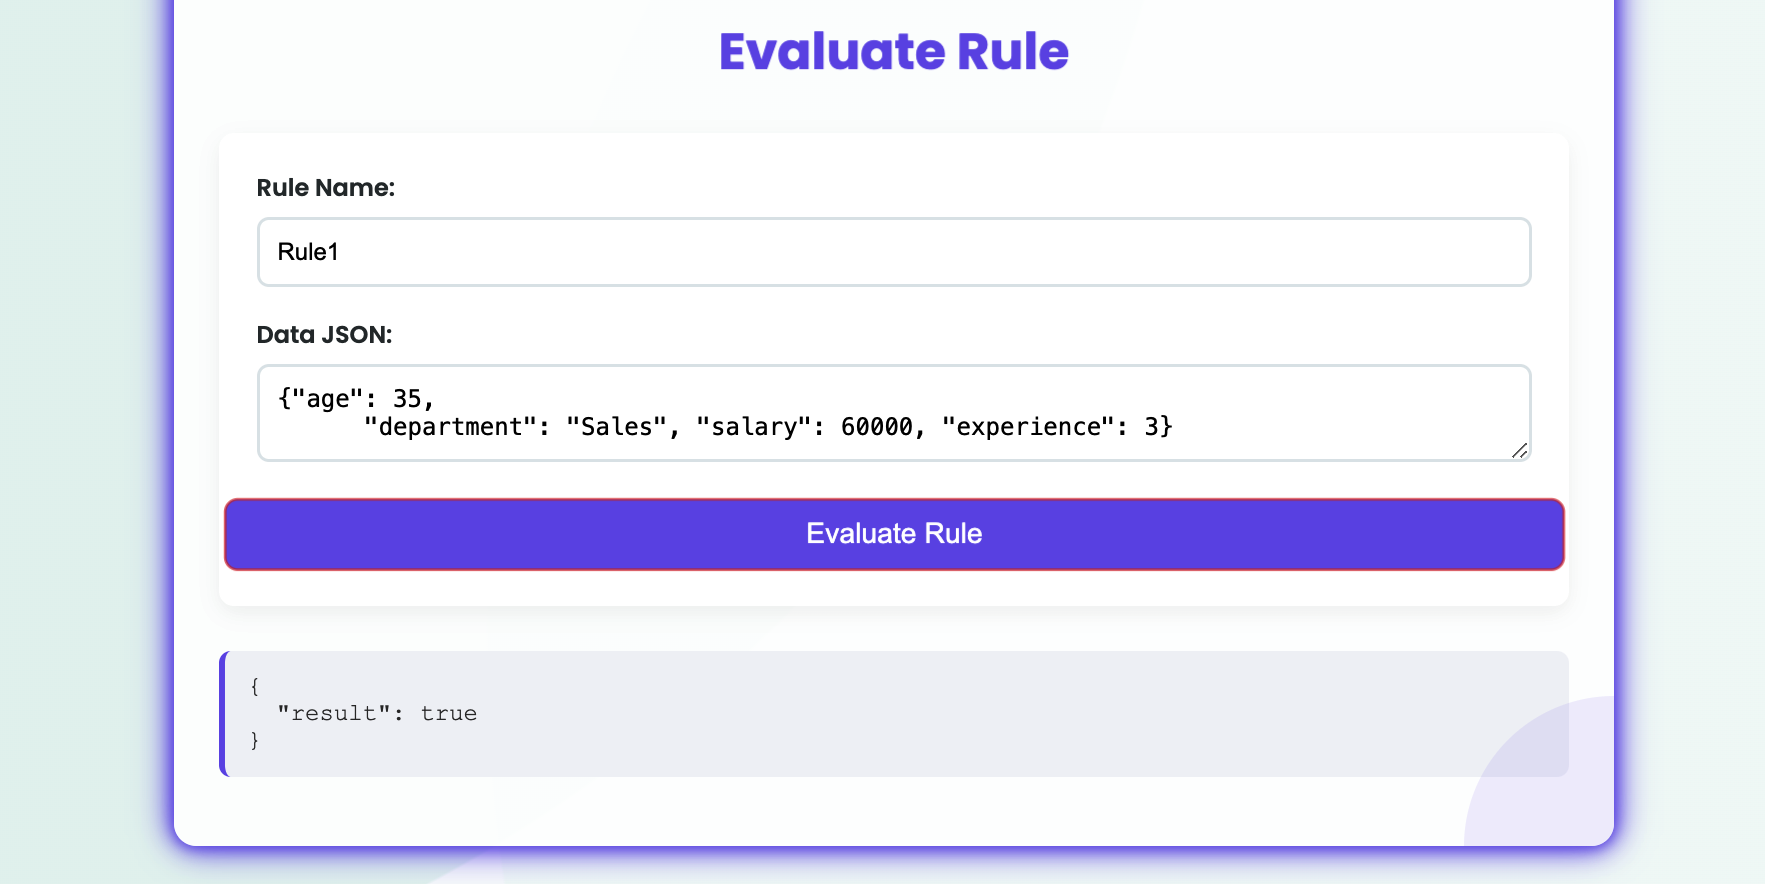 Evaluate Rule
Rule Name:
Rule1
Data JSON:
{"age": 35,
"department": "Sales", "salary": 60000, "experience": 3}
Evaluate Rule
{
"result": true
}